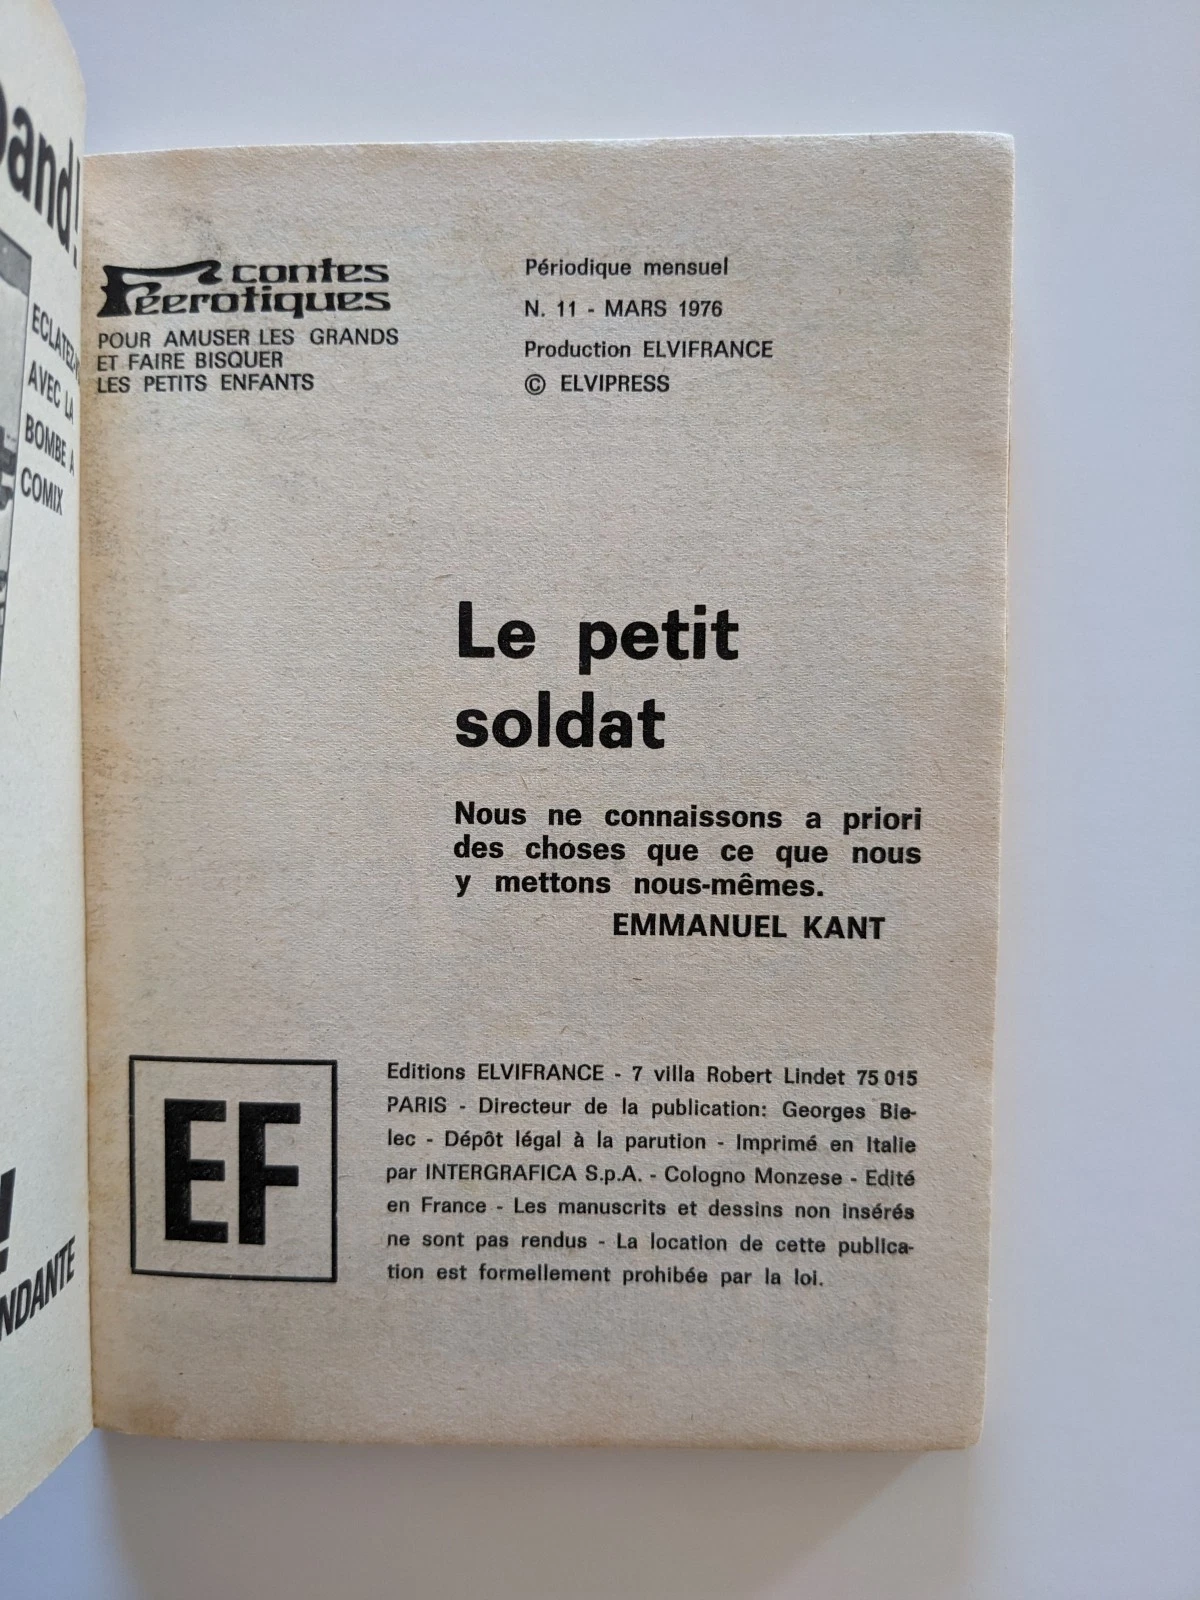 and!
ECLATEZ
AVEC LA
BOMBE A
COMIX
NDANTE
contes
Féerotiques
POUR AMUSER LES GRANDS
ET FAIRE BISQUER
LES PETITS ENFANTS
Périodique mensuel
N. 11 - MARS 1976
Production ELVIFRANCE
© ELVIPRESS
Le petit
soldat
Nous ne connaissons a priori
des choses que ce que nous
y mettons nous-mêmes.
EMMANUEL KANT
EF
Editions ELVIFRANCE - 7 villa Robert Lindet 75 015
PARIS - Directeur de la publication: Georges Bie-
lec - Dépôt légal à la parution - Imprimé en Italie
par INTERGRAFICA S.p.A. - Cologno Monzese - Edité
en France - Les manuscrits et dessins non insérés
ne sont pas rendus - La location de cette publica-
tion est formellement prohibée par la loi.